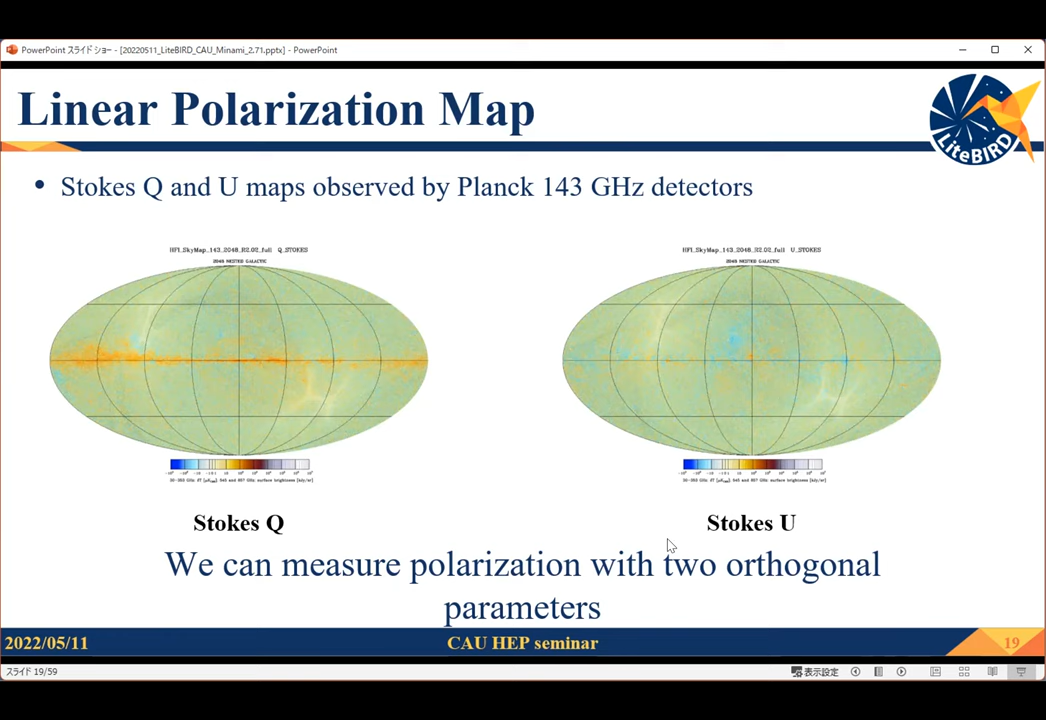 PowerPoint スライド ショー - [20220511_LiteBIRD_CAU_Minami_2.71.pptx] - PowerPoint
Linear Polarization Map
LiteBIRD
• Stokes Q and U maps observed by Planck 143 GHz detectors
HFI_SkyMap_143_2048_R2.02_full Q_STOKES
2048 NESTED GALACTIC
HFI_SkyMap_143_2048_R2.02_full U_STOKES
2048 NESTED GALACTIC
Stokes Q
Stokes U
We can measure polarization with two orthogonal
parameters
2022/05/11
CAU HEP seminar
19
スライド 19/59
表示設定